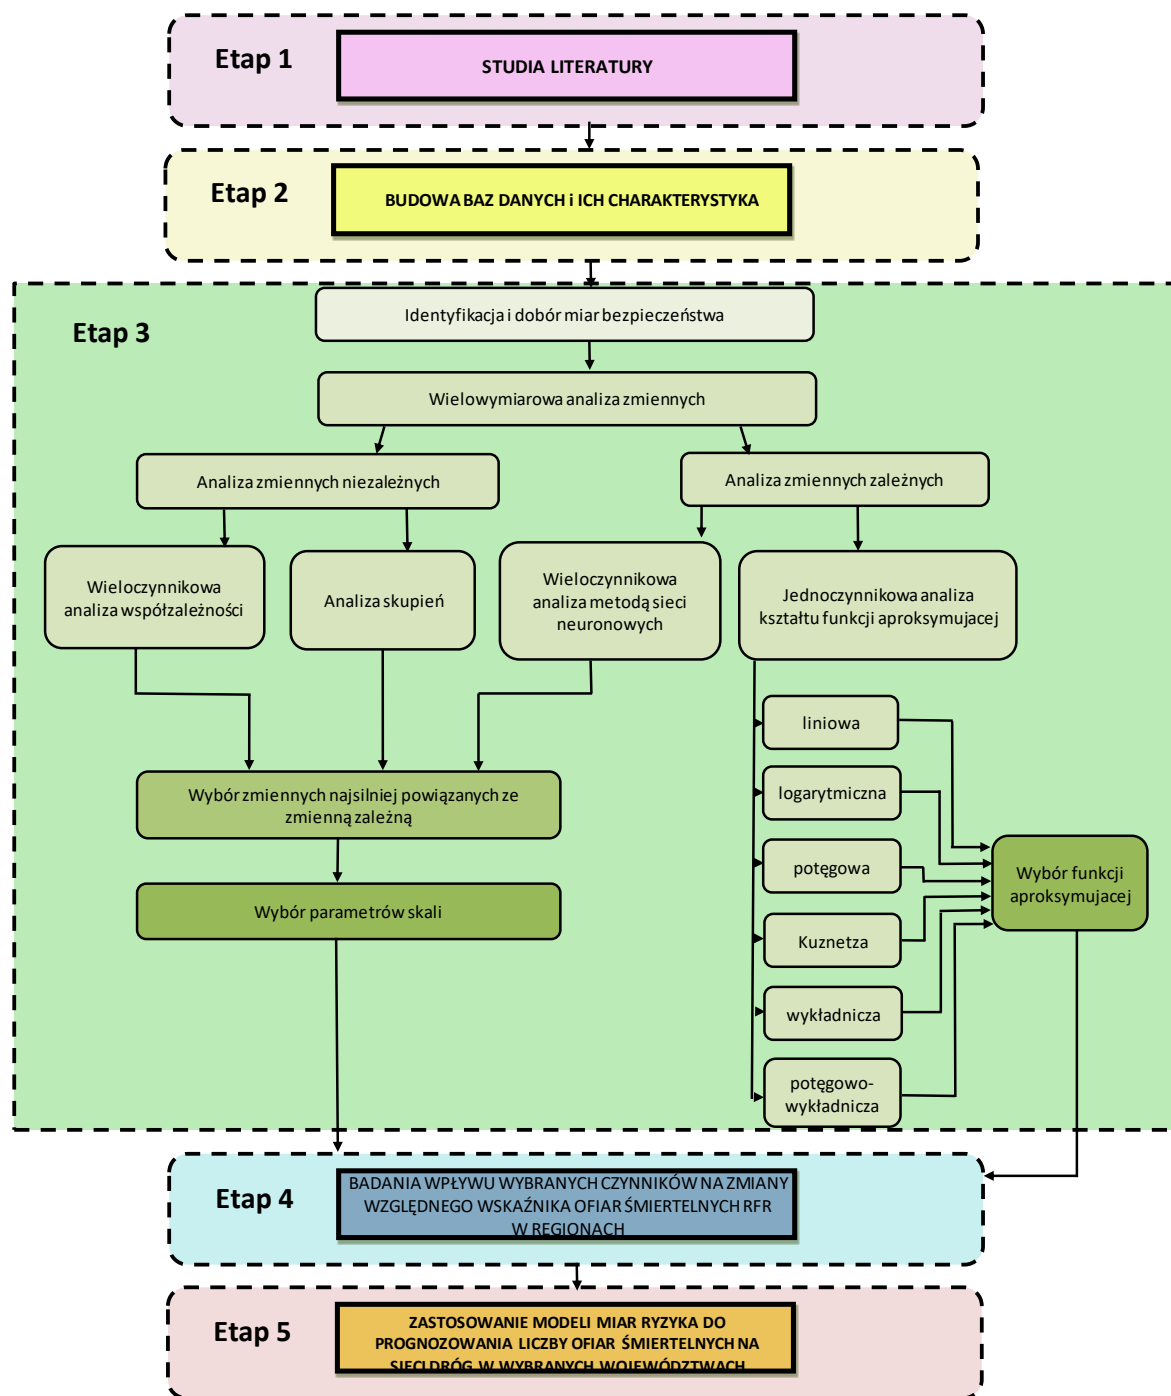 Etap 1
STUDIA LITERATURY
Etap 2
BUDOWA BAZ DANYCH i ICH CHARAKTERYSTYKA
Etap 3
Identyfikacja i dobór miar bezpieczeństwa
Wielowymiarowa analiza zmiennych
Analiza zmiennych niezależnych
Analiza zmiennych zależnych
Wieloczynnikowa
analiza współzależności
Analiza skupień
Wieloczynnikowa
analiza metodą sieci
neuronowych
Jednoczynnikowa analiza
kształtu funkcji aproksymujacej
liniowa
logarytmiczna
potęgowa
Kuznetza
wykładnicza
potęgowo-
wykładnicza
Wybór zmiennych najsilniej powiązanych ze
zmienną zależną
Wybór parametrów skali
Wybór funkcji
aproksymujacej
Etap 4
BADANIA WPŁYWU WYBRANYCH CZYNNIKÓW NA ZMIANY
WZGLĘDNEGO WSKAŹNIKA OFIAR ŚMIERTELNYCH RFR
W REGIONACH
Etap 5
ZASTOSOWANIE MODELI MIAR RYZYKA DO
PROGNOZOWANIA LICZBY OFIAR ŚMIERTELNYCH NA
SIECI DRÓG W WYBRANYCH WOJEWÓDZTWACH